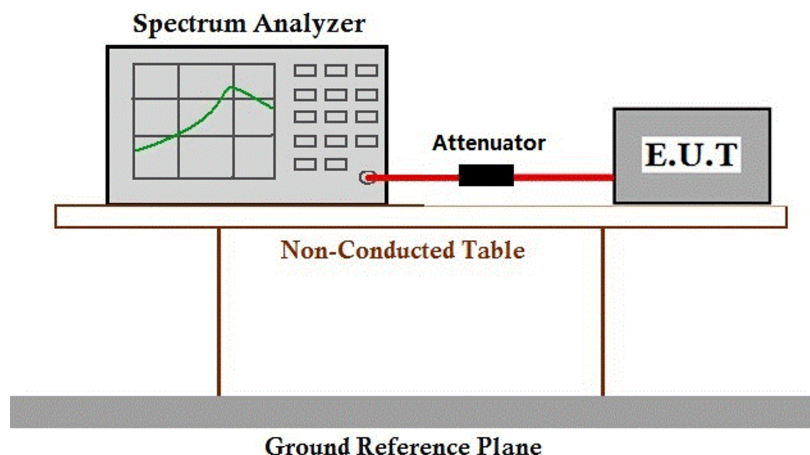 Spectrum Analyzer
Attenuator
E.U.T
Non-Conducted Table
Ground Reference Plane